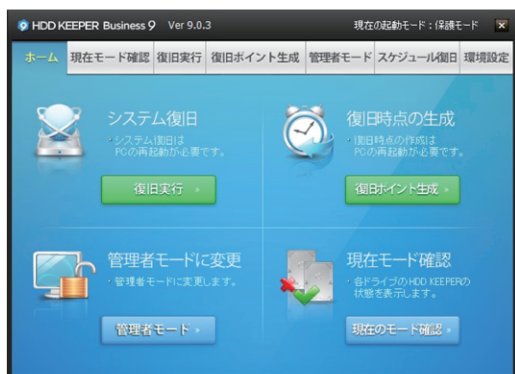 HDD KEEPER Business 9 Ver 9.0.3 現在の起動モード：保護モード
ホーム 現在モード確認 復旧実行 復旧ポイント生成 管理者モード スケジュール復旧 環境設定
システム復旧
・システム復旧は
PCの再起動が必要です。
復旧実行
復旧時点の生成
・復旧時点の作成は
PCの再起動が必要です。
復旧ポイント生成
管理者モードに変更
・管理者モードに変更します。
管理者モード
現在モード確認
・各ドライブのHDD KEEPERの
状態を表示します。
現在のモード確認